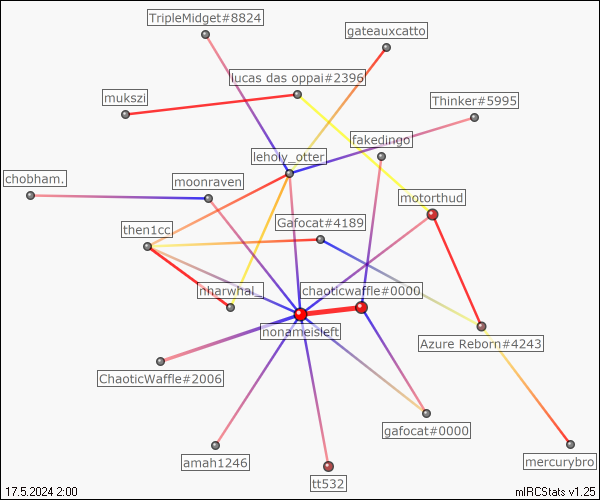 TripleMidget#8824
gateauxcatto
lucas das oppai#2396
mukszi
Thinker#5995
fakedingo
leholy_otter
chobham.
moonraven
motorthud
Gafocat#4189
then1cc
nharwhal_
chaoticwaffle#0000
nonameisleft
Azure Reborn#4243
ChaoticWaffle#2006
gafocat#0000
amah1246
mercurybro
tt532
17.5.2024 2:00
mIRCStats v1.25